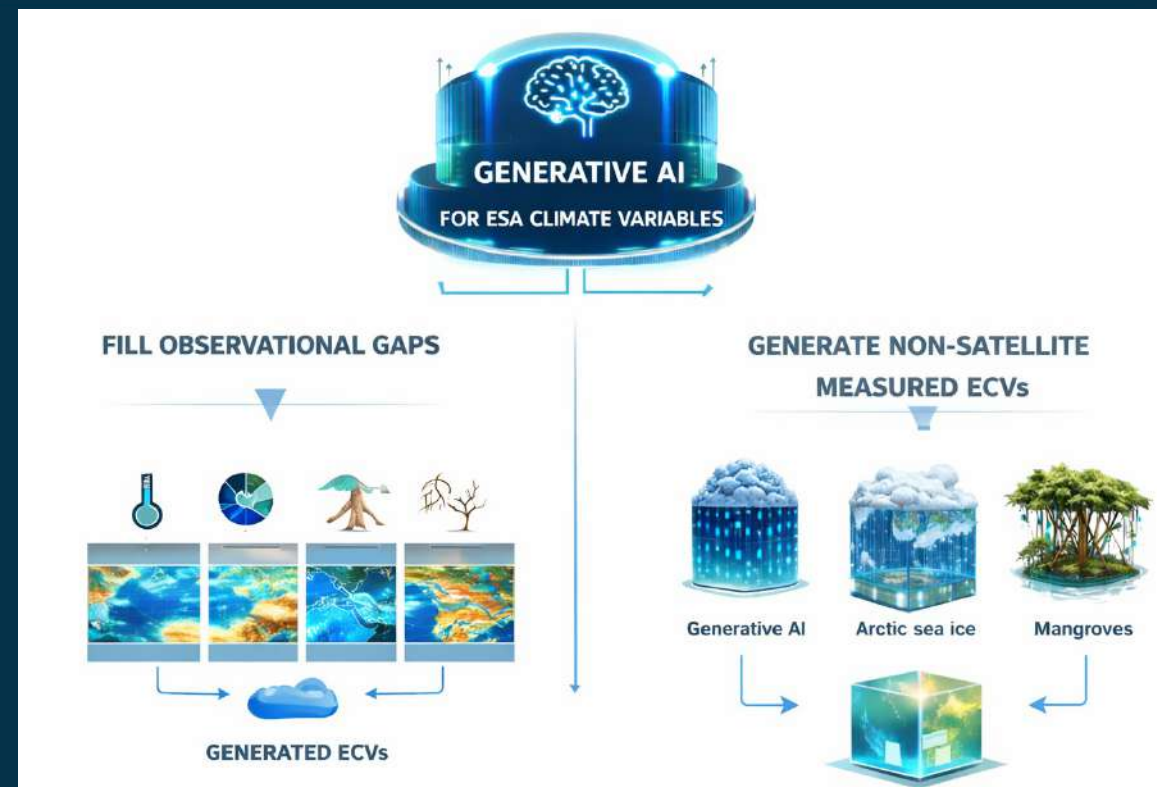 GENERATIVE AI
FOR ESA CLIMATE VARIABLES
FILL OBSERVATIONAL GAPS
GENERATE NON-SATELLITE
MEASURED ECVs
Generative AI
Arctic sea ice
Mangroves
GENERATED ECVs